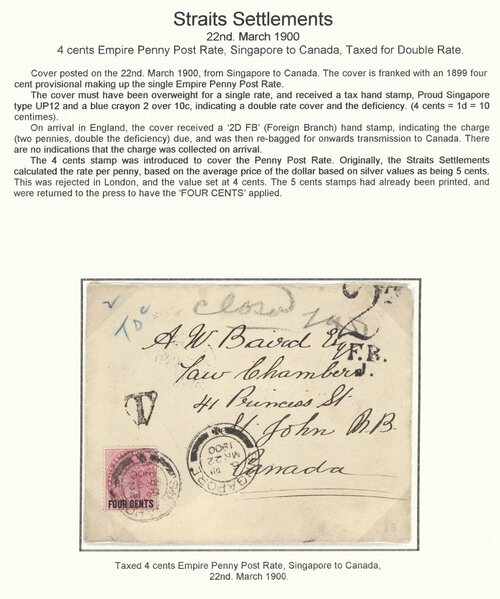 Straits Settlements
22nd. March 1900
4 cents Empire Penny Post Rate, Singapore to Canada, Taxed for Double Rate.
Cover posted on the 22nd. March 1900, from Singapore to Canada. The cover is franked with an 1899 four
cent provisional making up the single Empire Penny Post Rate.
The cover must have been overweight for a single rate, and received a tax hand stamp, Proud Singapore
type UP12 and a blue crayon 2 over 10c, indicating a double rate cover and the deficiency. (4 cents = 1d = 10
centimes).
On arrival in England, the cover received a '2D FB' (Foreign Branch) hand stamp, indicating the charge
(two pennies, double the deficiency) due, and was then re-bagged for onwards transmission to Canada. There
are no indications that the charge was collected on arrival.
The 4 cents stamp was introduced to cover the Penny Post Rate. Originally, the Straits Settlements
calculated the rate per penny, based on the average price of the dollar based on silver values as being 5 cents.
This was rejected in London, and the value set at 4 cents. The 5 cents stamps had already been printed, and
were returned to the press to have the 'FOUR CENTS' applied.
closed
2
F.B.
A. W. Baird Esq
Law Chambers
T
41 Princess St
St. John N.B.
Canada
SINGAPORE
MR 22
1900
FOUR CENTS
Taxed 4 cents Empire Penny Post Rate, Singapore to Canada,
22nd. March 1900.